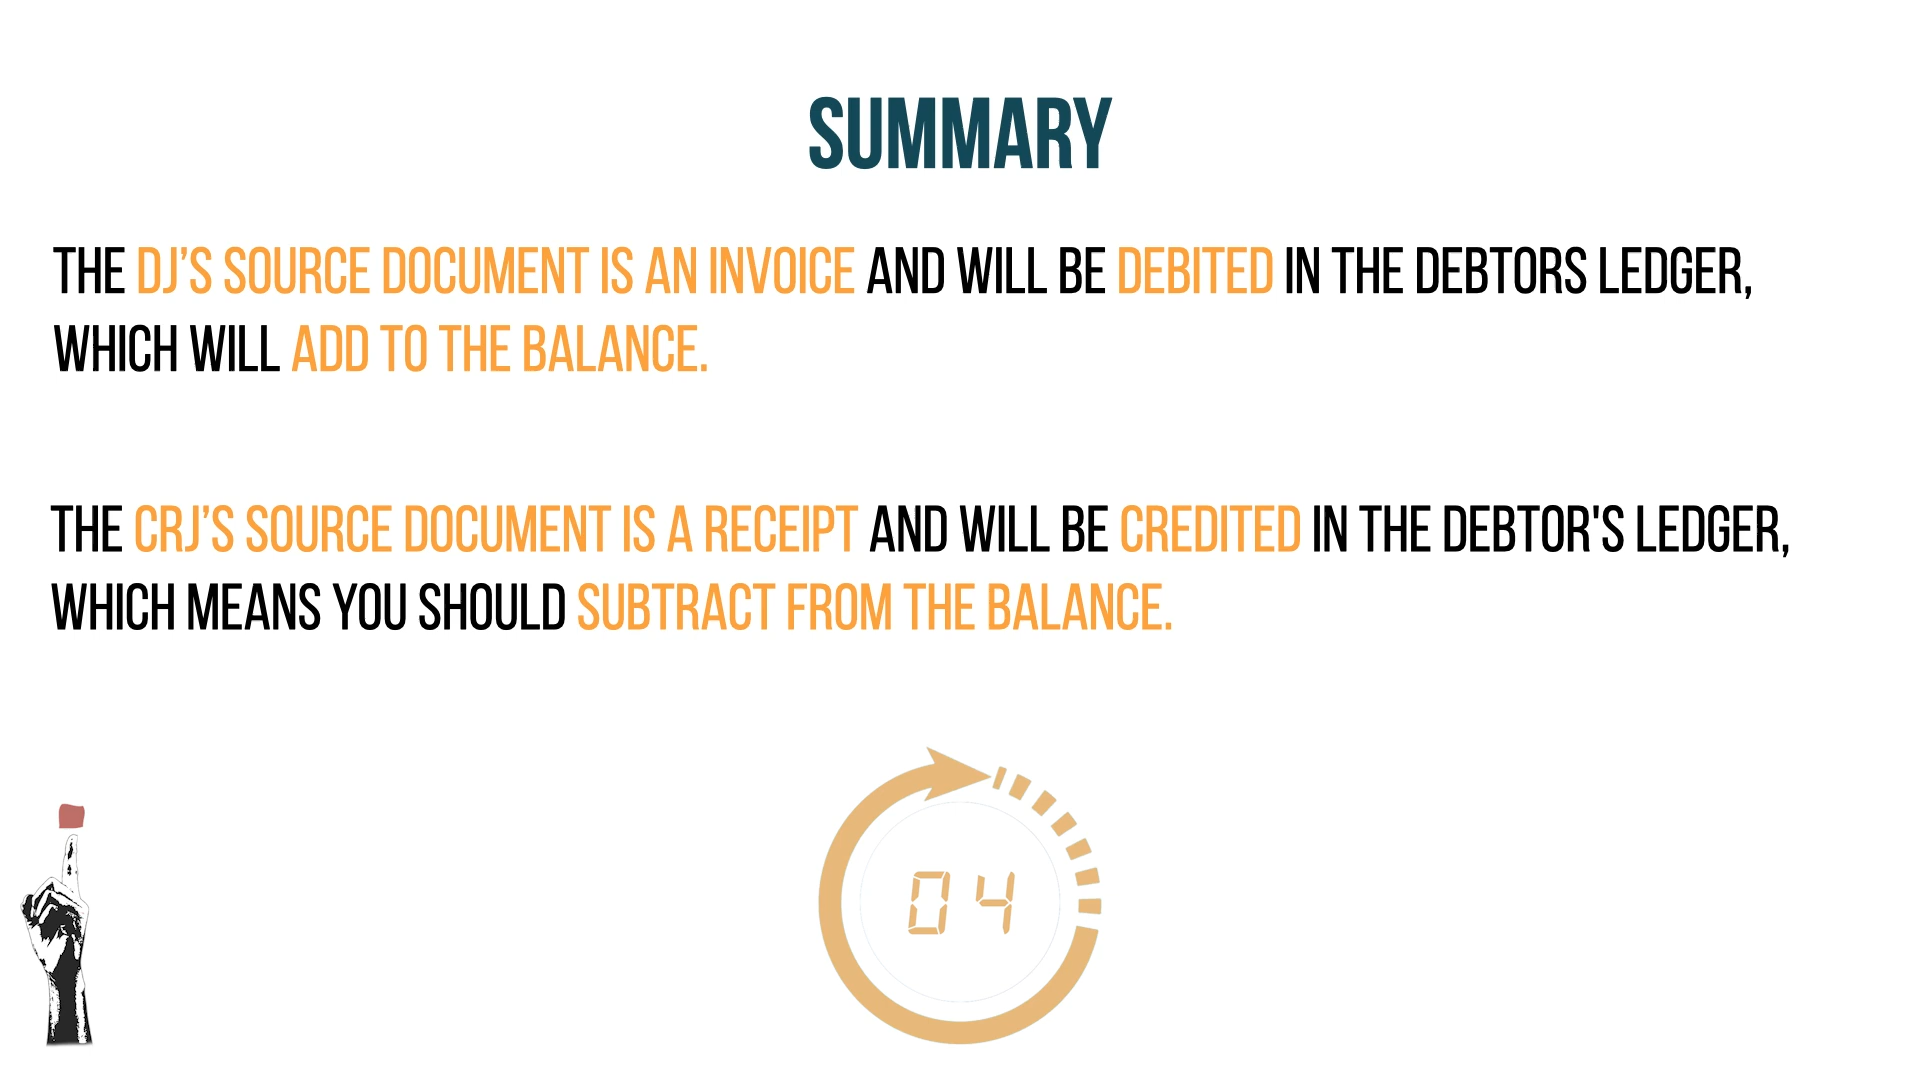 SUMMARY
THE DJ’S SOURCE DOCUMENT IS AN INVOICE AND WILL BE DEBITED IN THE DEBTORS LEDGER,
WHICH WILL ADD TO THE BALANCE.
THE CRJ’S SOURCE DOCUMENT IS A RECEIPT AND WILL BE CREDITED IN THE DEBTOR'S LEDGER,
WHICH MEANS YOU SHOULD SUBTRACT FROM THE BALANCE.
04